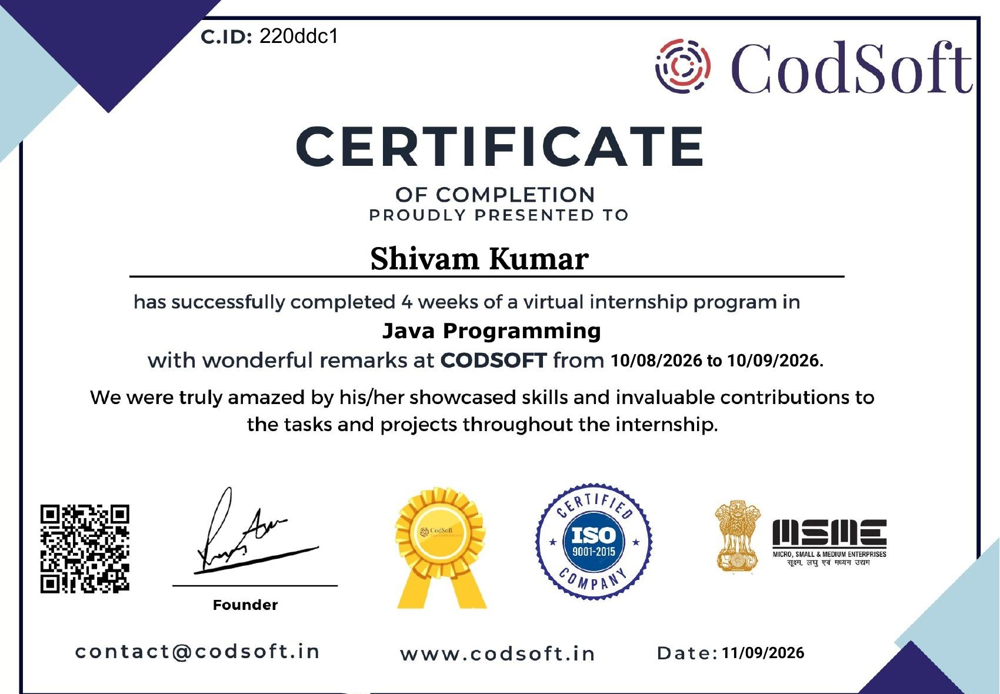 C.ID: 220ddc1
CodSoft
CERTIFICATE
OF COMPLETION
PROUDLY PRESENTED TO
Shivam Kumar
has successfully completed 4 weeks of a virtual internship program in
Java Programming
with wonderful remarks at CODSOFT from 10/08/2026 to 10/09/2026.
We were truly amazed by his/her showcased skills and invaluable contributions to
the tasks and projects throughout the internship.
CodSoft
CERTIFIED
ISO
9001-2015
COMPANY
MSME
MICRO, SMALL & MEDIUM ENTERPRISES
सूक्ष्म, लघु एवं मध्यम उद्यम
Founder
contact@codsoft.in
www.codsoft.in
Date: 11/09/2026